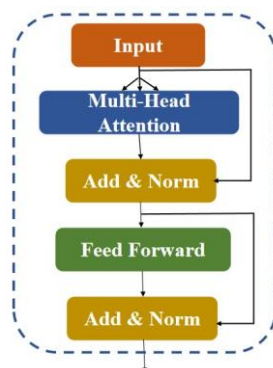 Input
Multi-Head
Attention
Add & Norm
Feed Forward
Add & Norm